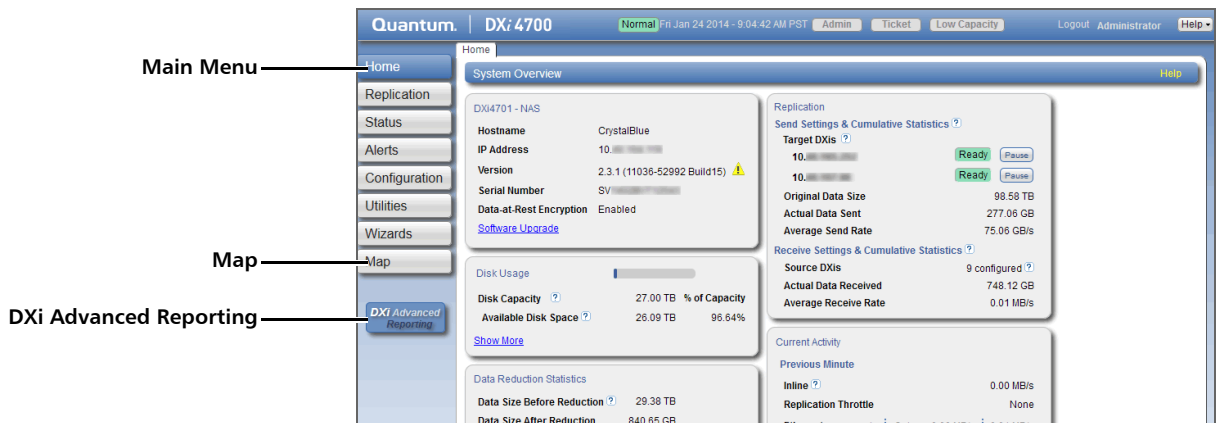 Quantum. DXi 4700 Normal Fri Jan 24 2014 - 9:04:42 AM PST Admin Ticket Low Capacity Logout Administrator Help
Home
Main Menu
Home
System Overview Help
Replication
Status
Alerts
Configuration
Utilities
Wizards
Map
Map
DXi Advanced Reporting
DXi Advanced
Reporting
DXi4701 - NAS
Hostname CrystalBlue
IP Address 10.
Version 2.3.1 (11036-52992 Build15)
Serial Number SV
Data-at-Rest Encryption Enabled
Software Upgrade
Disk Usage
Disk Capacity ? 27.00 TB % of Capacity
Available Disk Space ? 26.09 TB 96.64%
Show More
Data Reduction Statistics
Data Size Before Reduction ? 29.38 TB
Data Size After Reduction 840.65 GB
Replication
Send Settings & Cumulative Statistics ?
Target DXis ?
10. Ready Pause
10. Ready Pause
Original Data Size 98.58 TB
Actual Data Sent 277.06 GB
Average Send Rate 75.06 GB/s
Receive Settings & Cumulative Statistics ?
Source DXis 9 configured ?
Actual Data Received 748.12 GB
Average Receive Rate 0.01 MB/s
Current Activity
Previous Minute
Inline ? 0.00 MB/s
Replication Throttle None